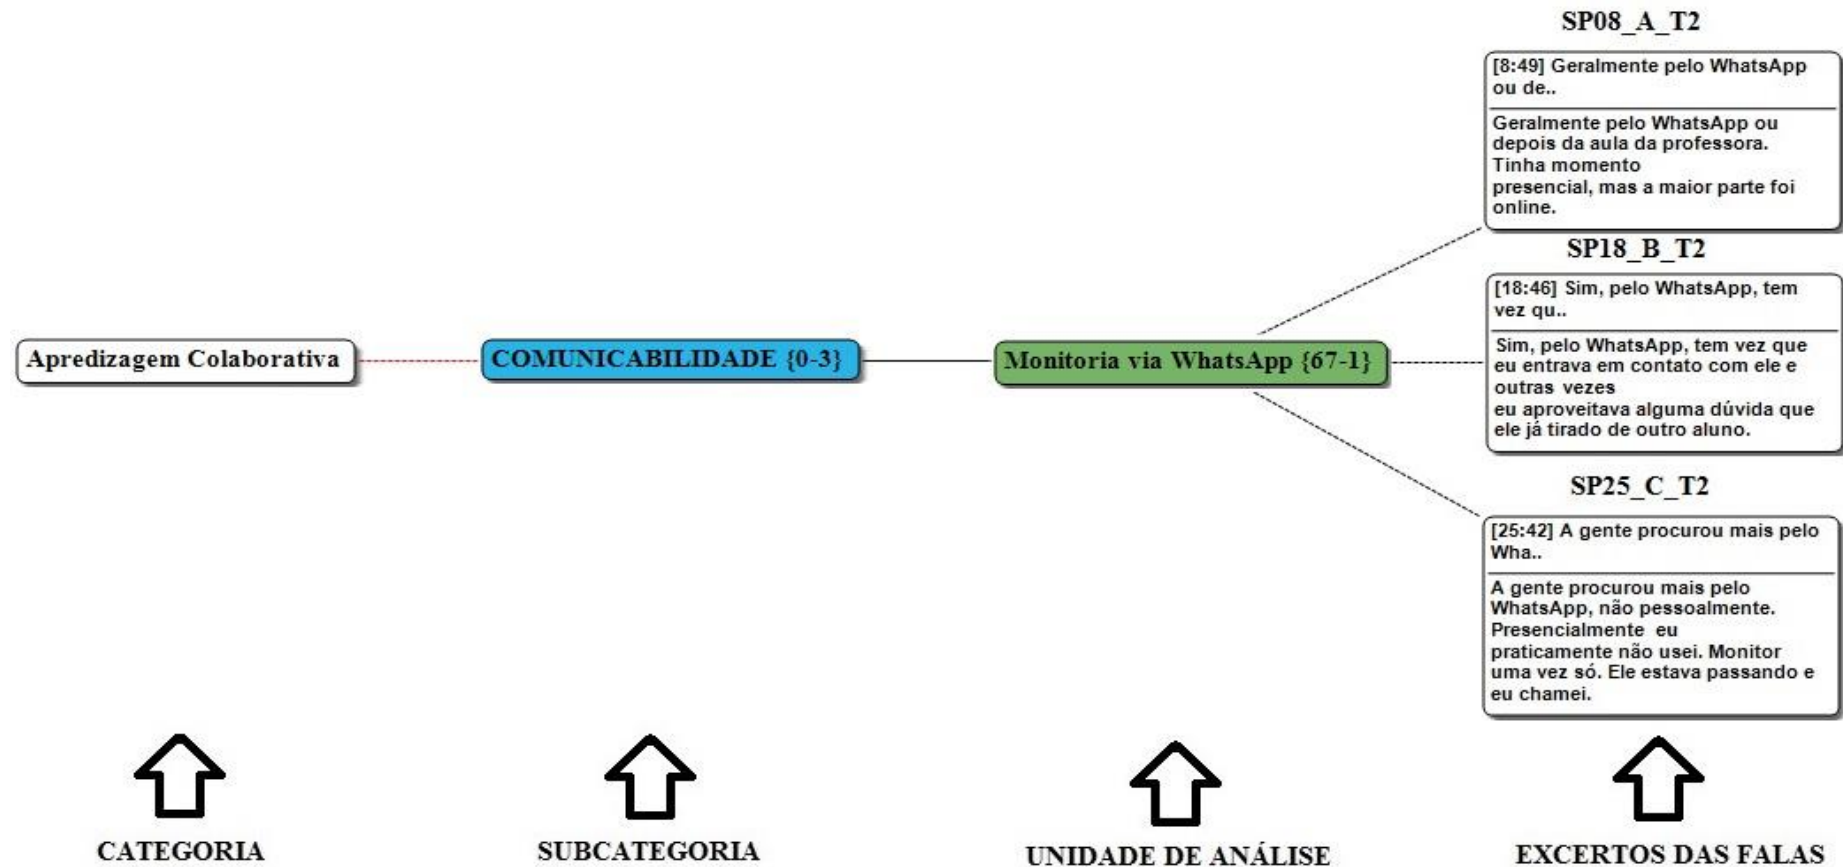 SP08_A_T2
[8:49] Geralmente pelo WhatsApp
ou de..
Geralmente pelo WhatsApp ou
depois da aula da professora.
Tinha momento
presencial, mas a maior parte foi
online.
SP18_B_T2
[18:46] Sim, pelo WhatsApp, tem
vez qu..
Sim, pelo WhatsApp, tem vez que
eu entrava em contato com ele e
outras vezes
eu aproveitava alguma dúvida que
ele já tirado de outro aluno.
Apredizagem Colaborativa
COMUNICABILIDADE {0-3}
Monitoria via WhatsApp {67-1}
SP25_C_T2
[25:42] A gente procurou mais pelo
Wha..
A gente procurou mais pelo
WhatsApp, não pessoalmente.
Presencialmente eu
praticamente não usei. Monitor
uma vez só. Ele estava passando e
eu chamei.
CATEGORIA
SUBCATEGORIA
UNIDADE DE ANÁLISE
EXCERTOS DAS FALAS